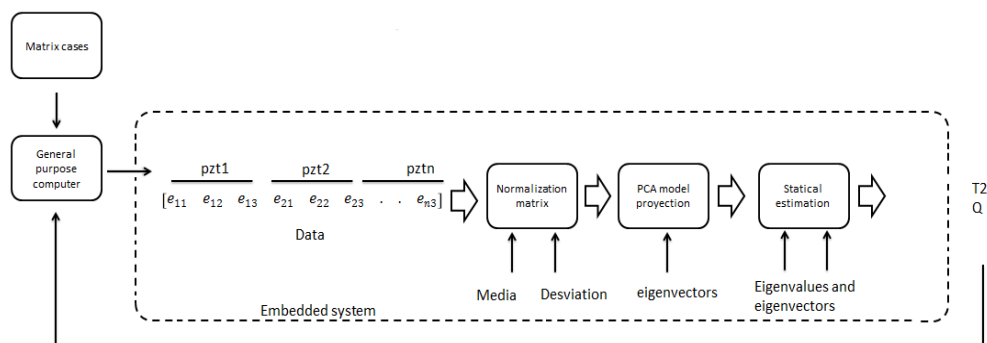 Matrix cases
General
purpose
computer
pzt1 pzt2 pztn
[e11 e12 e13 e21 e22 e23 . . en3]
Data
Normalization
matrix
PCA model
proyection
Statical
estimation
T2
Q
Media
Desviation
eigenvectors
Eigenvalues and
eigenvectors
Embedded system